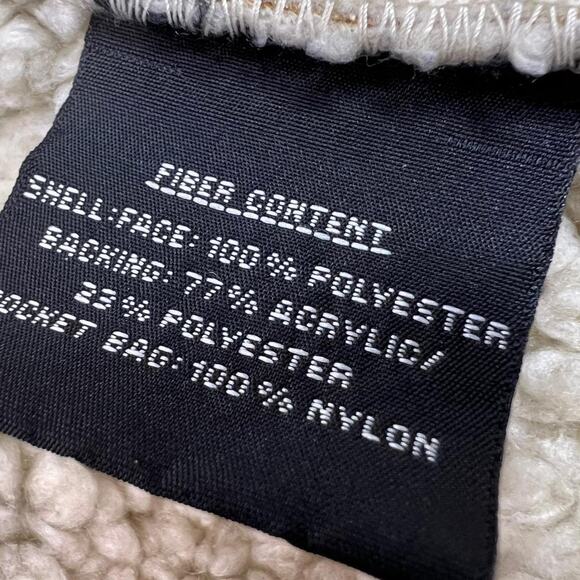 FIBER CONTENT
SHELL:FACE: 100% POLYESTER
BACKING: 77% ACRYLIC/
23% POLYESTER
POCKET BAG: 100% NYLON